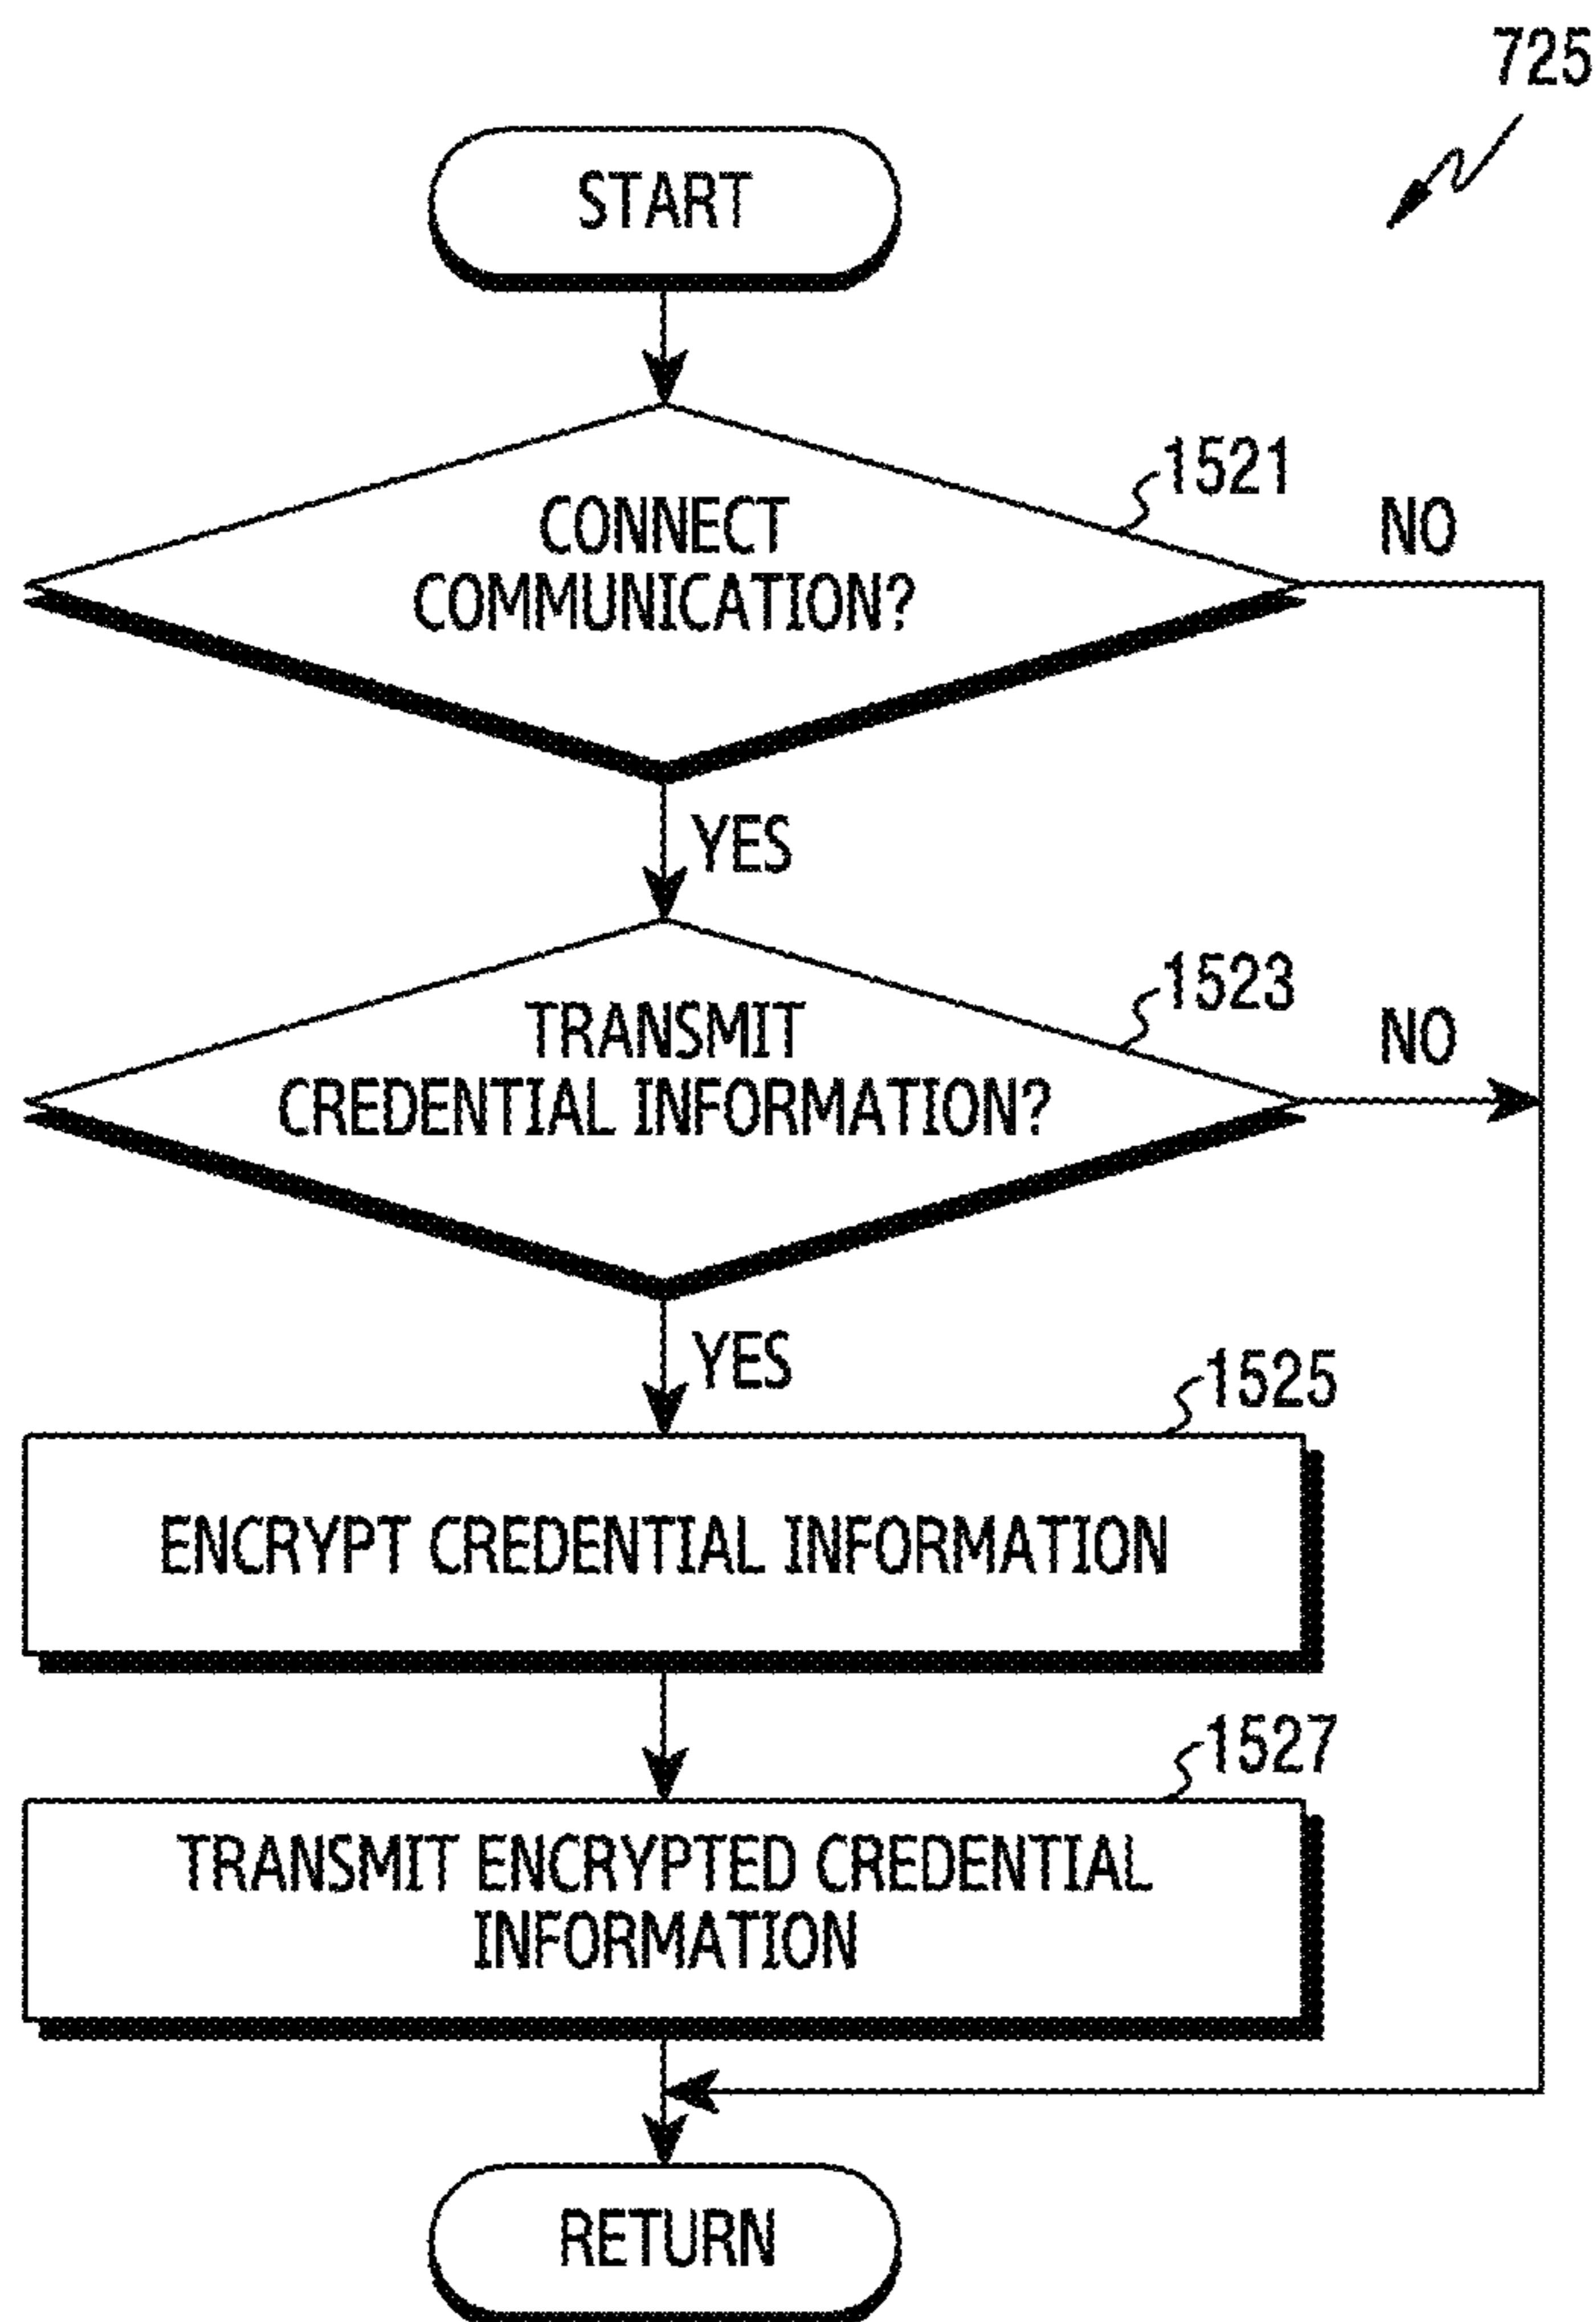 725
START
1521
CONNECT
NO
COMMUNICATION?
YES
1523
TRANSMIT
NO
CREDENTIAL INFORMATION?
YES
1525
ENCRYPT CREDENTIAL INFORMATION
1527
TRANSMIT ENCRYPTED CREDENTIAL
INFORMATION
RETURN